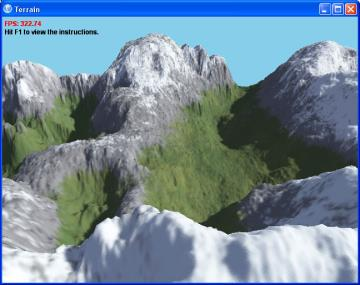 Terrain
FPS: 322.74
Hit F1 to view the instructions.